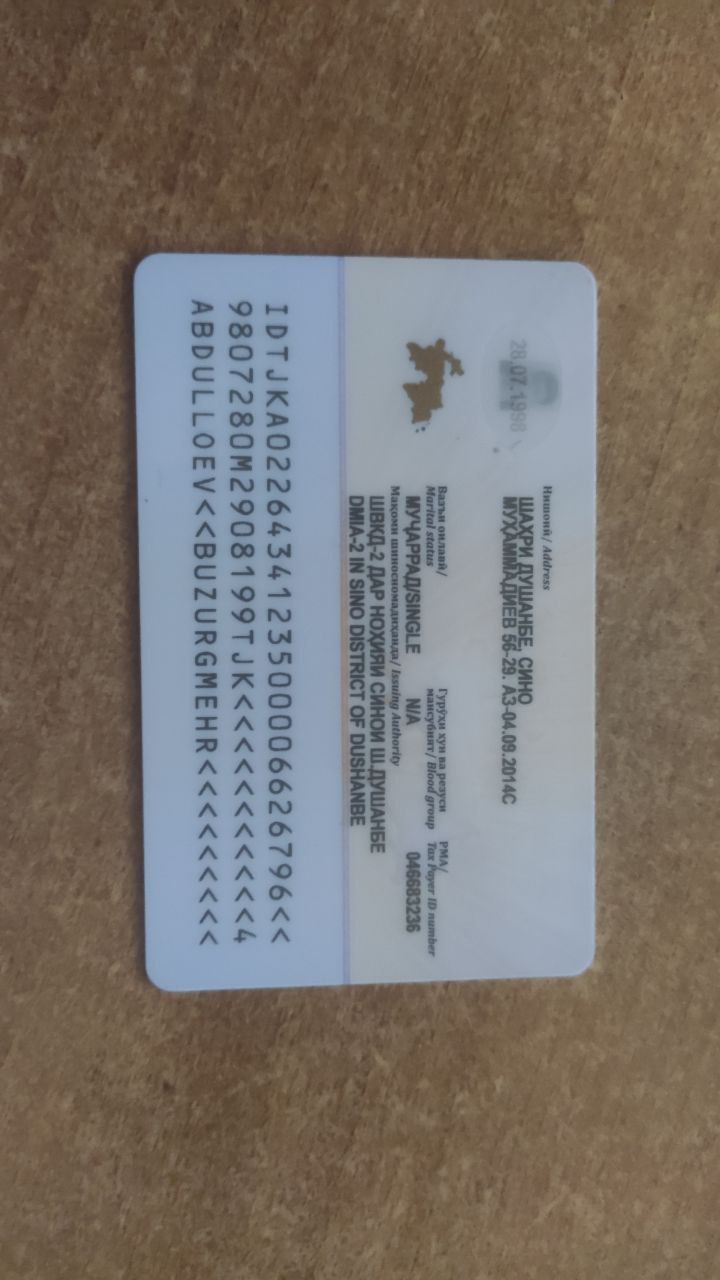 28.07.1998
Нишонӣ/ Address
ШАҲРИ ДУШАНБЕ, СИНО
МУҲАММАДИЕВ 56-29. АЗ-04.09.2014С
Вазъи оилавӣ/
Marital status
МУҶАРРАД/SINGLE
Гурӯҳи хун ва резуси
мансубият/ Blood group
N/A
РМА/
Tax Payer ID number
046683236
Мақоми шиносномадиҳанда/ Issuing Authority
ШВКД-2 ДАР НОҲИЯИ СИНОИ Ш.ДУШАНБЕ
DMIA-2 IN SINO DISTRICT OF DUSHANBE
IDTJKA0226434123500006626796<<
9807280M2908199TJK<<<<<<<<<<<4
ABDULLOEV<<BUZURGMEHR<<<<<<<<<